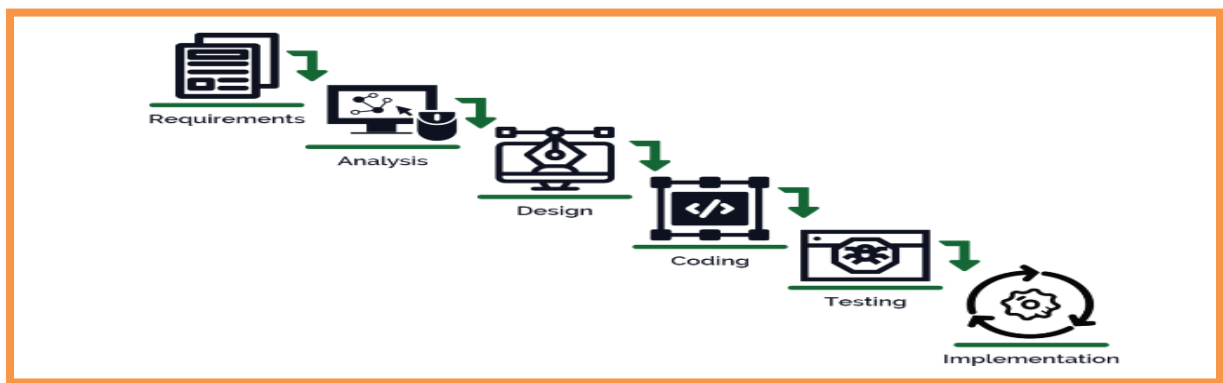 Requirements
Analysis
Design
</>
Coding
Testing
Implementation